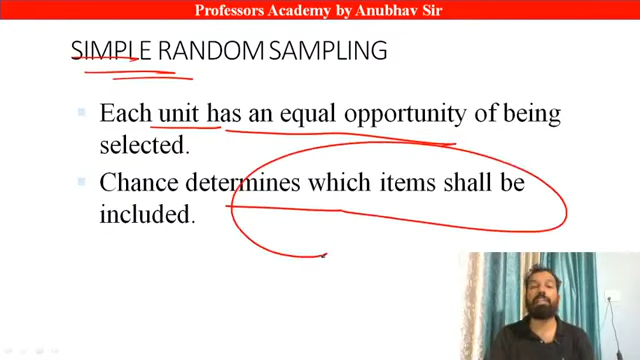 Professors Academy by Anubhav Sir
SIMPLE RANDOM SAMPLING
Each unit has an equal opportunity of being
selected.
Chance determines which items shall be
included.